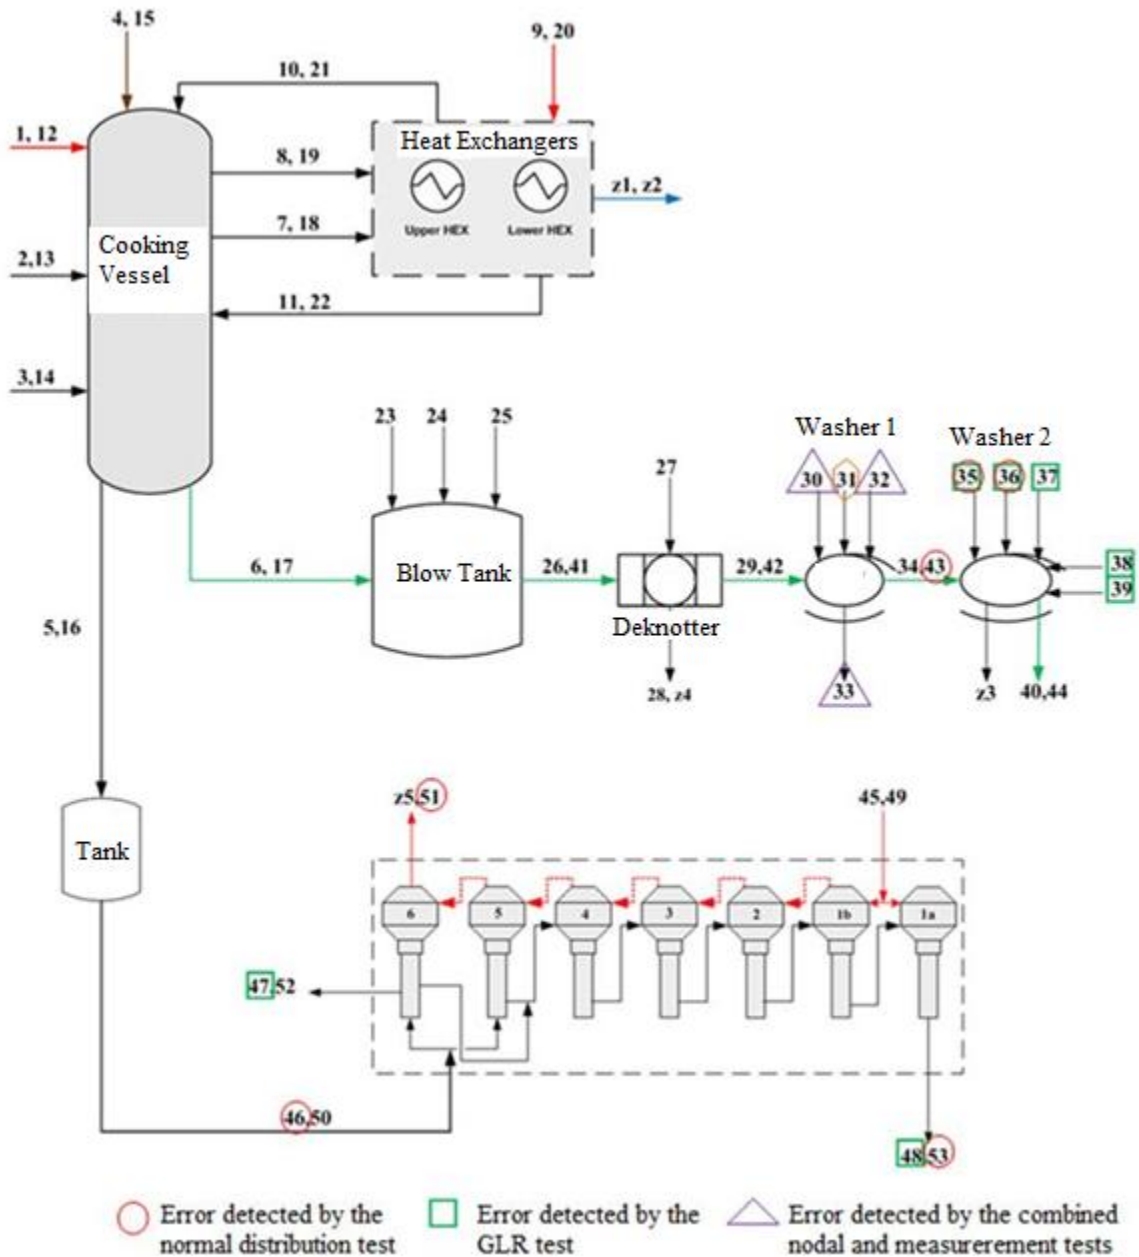 4, 15
9, 20
10, 21
1, 12
Heat Exchangers
8, 19
z1, z2
7, 18
Upper HEX
Lower HEX
Cooking
Vessel
2,13
11, 22
3,14
23
24
25
Washer 1
Washer 2
27
30
31
32
35
36
37
6, 17
Blow Tank
26,41
29,42
34,43
38
39
Deknotter
5,16
28, z4
33
z3
40,44
z5,51
45,49
Tank
6
5
4
3
2
1b
1a
47,52
46,50
48,53
Error detected by the
normal distribution test
Error detected by the
GLR test
Error detected by the combined
nodal and measurerement tests